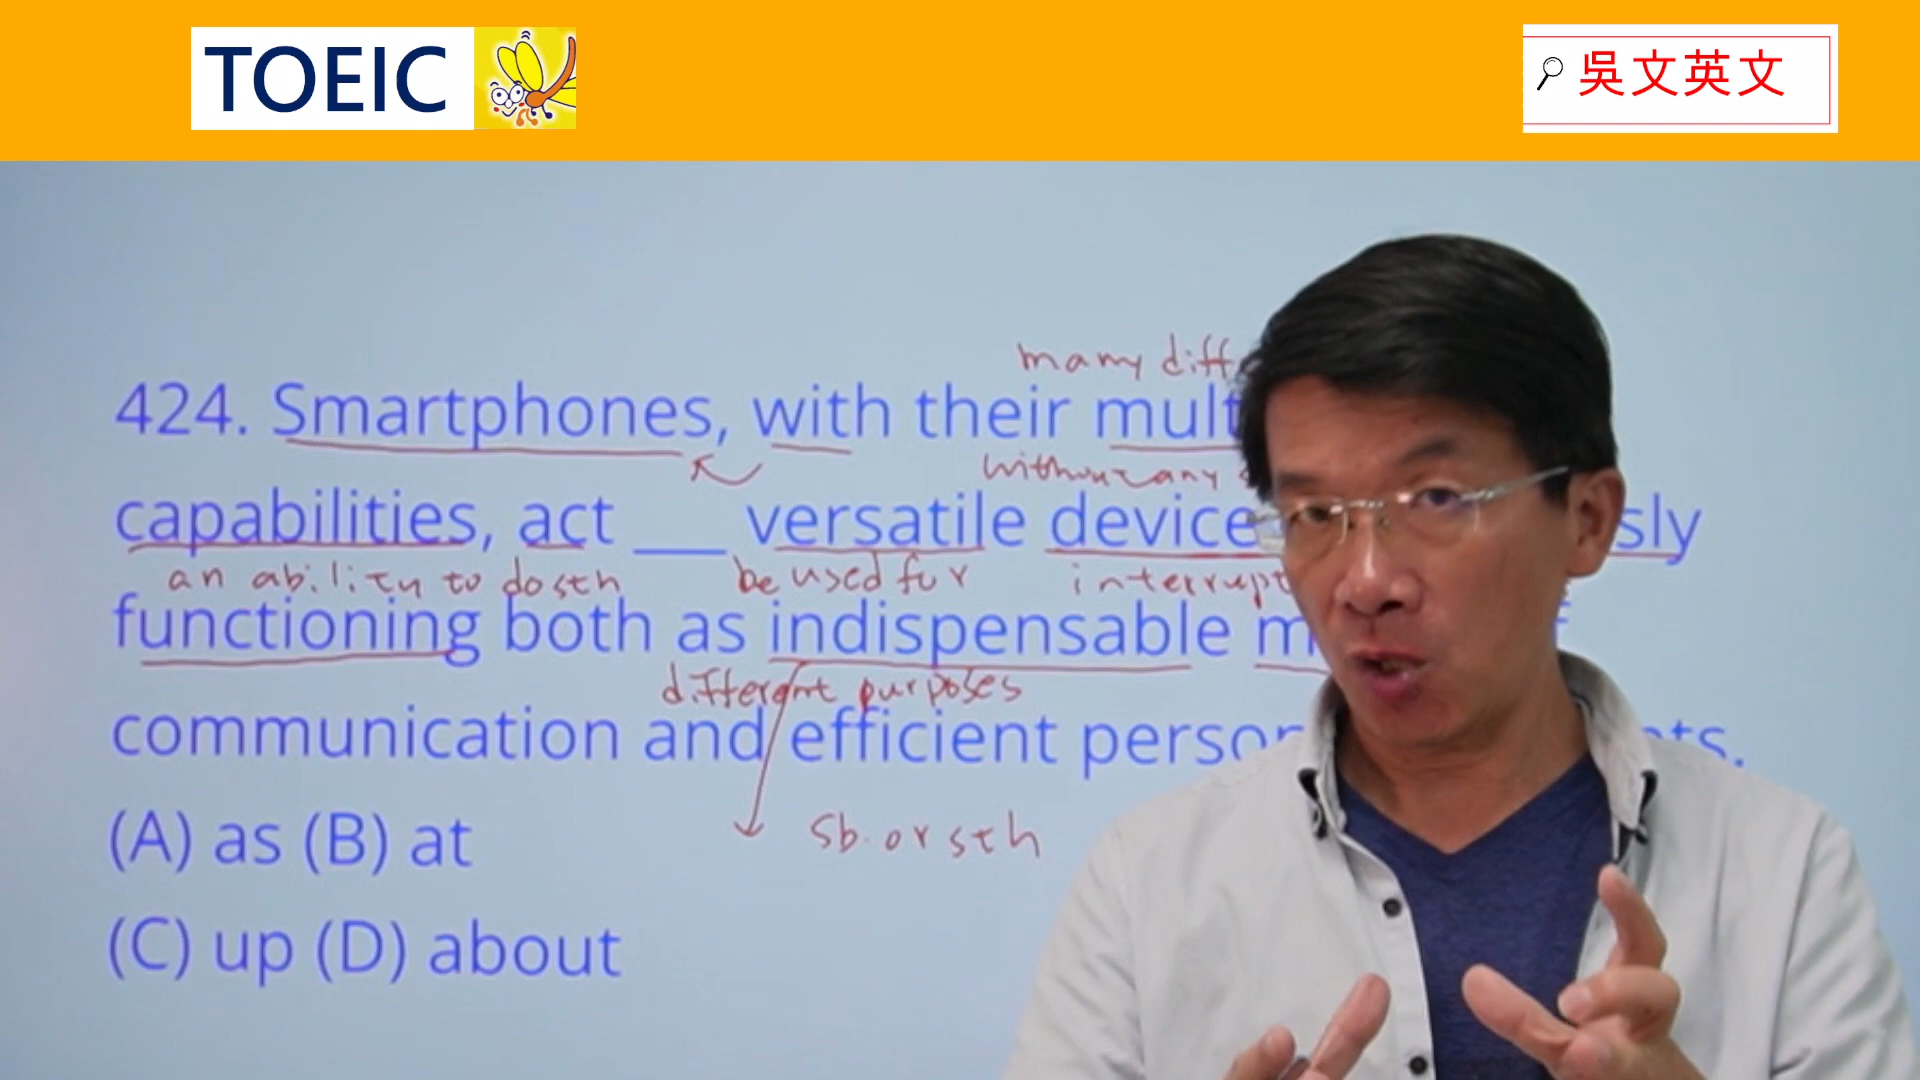 TOEIC
吳文英文
many diff
424. Smartphones, with their mult
without any
capabilities, act ___ versatile device sly
an ability to do sth be used for interrupt
functioning both as indispensable m
different purposes
communication and efficient person ts.
sb. or sth
(A) as (B) at
(C) up (D) about